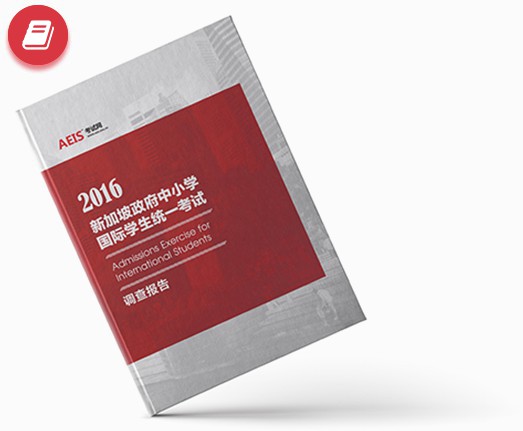 AEIS 考试网
2016
新加坡政府中小学
国际学生统一考试
Admissions Exercise for
International Students
调查报告